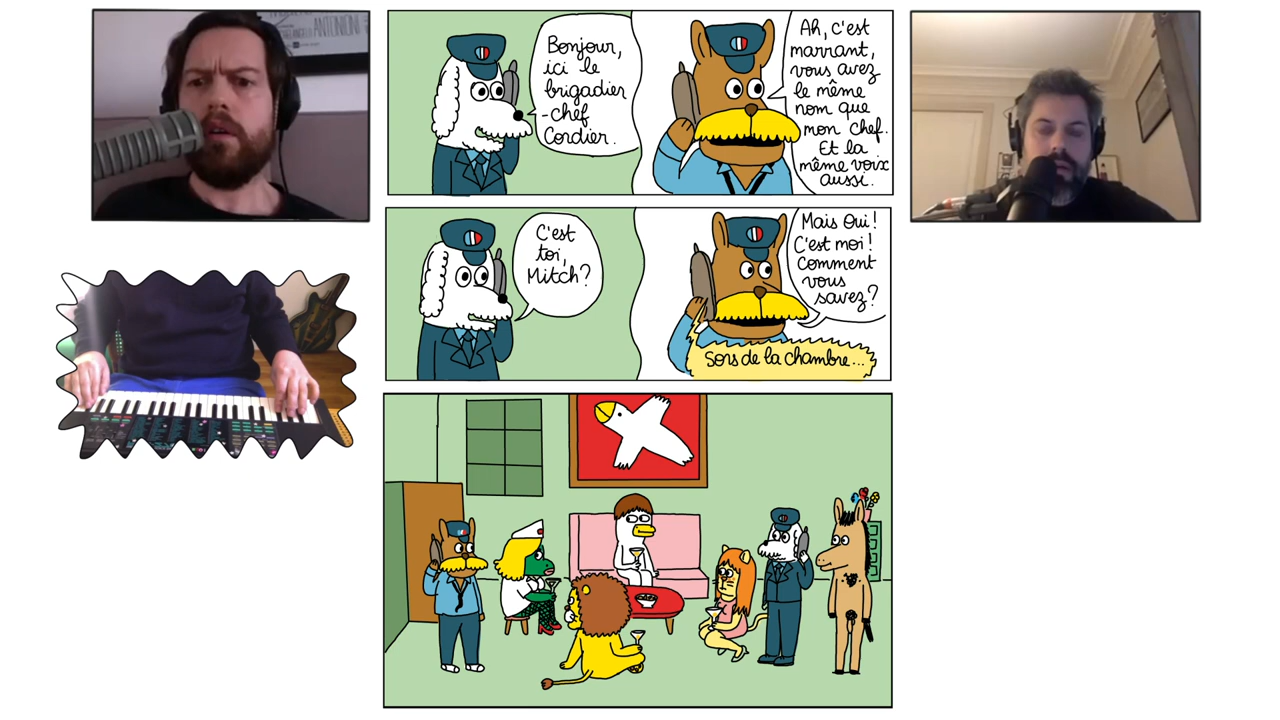 ANTONIONI
Bonjour,
ici le
brigadier
-chef
Cordier.
Ah, c'est
marrant,
vous avez
le même
nom que
mon chef.
Et la
même voix
aussi.
C'est
toi,
Mitch?
Mais oui!
C'est moi!
Comment
vous
savez?
Sors de la chambre...